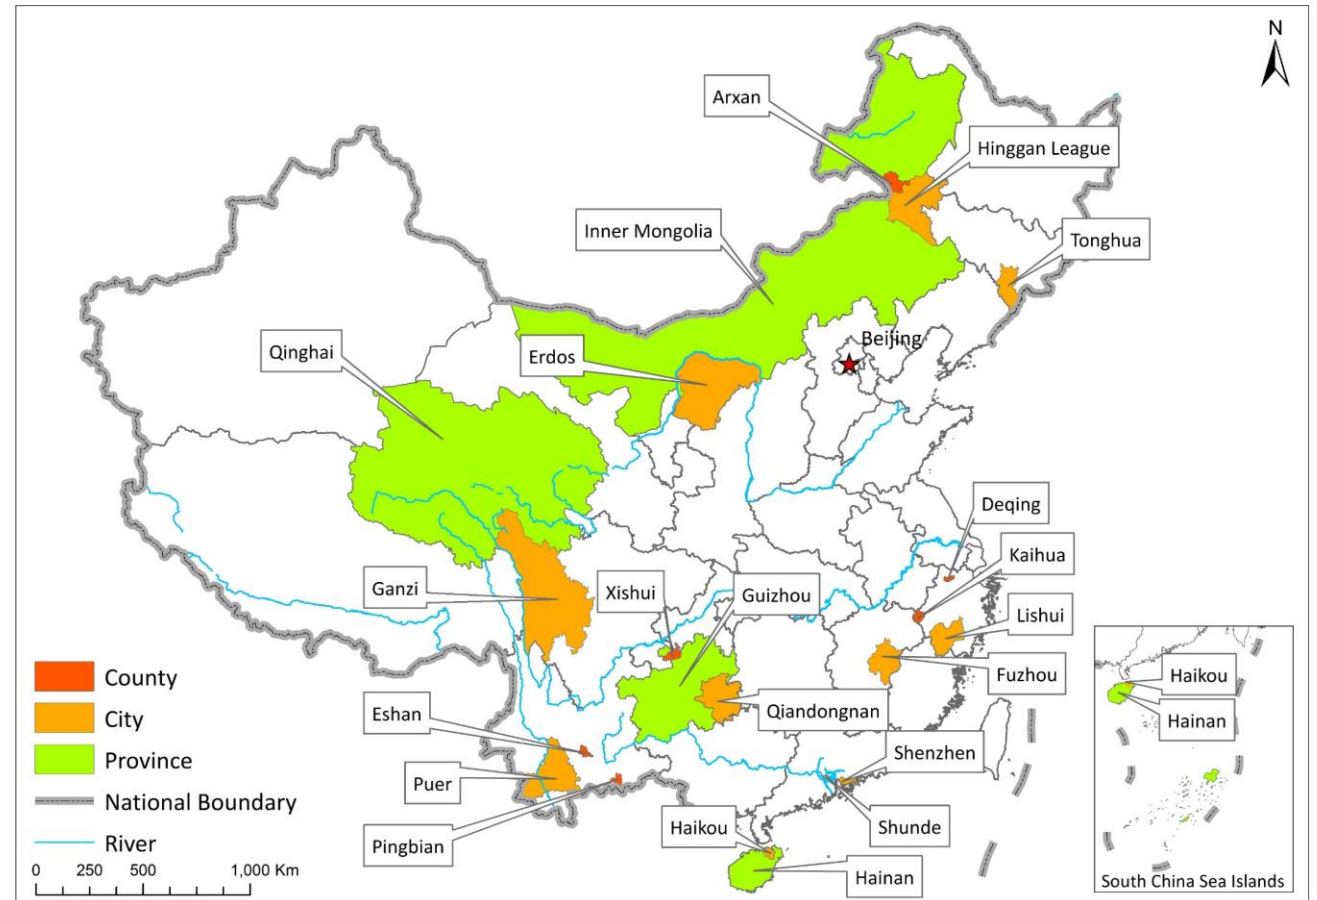 N
Arxan
Hinggan League
Inner Mongolia
Tonghua
Beijing
Qinghai
Erdos
Deqing
Kaihua
Ganzi
Xishui
Guizhou
Lishui
Fuzhou
Haikou
Hainan
Eshan
Qiandongnan
Shenzhen
Puer
Pingbian
Haikou
Shunde
Hainan
South China Sea Islands
County
City
Province
National Boundary
River
0 250 500 1,000 Km